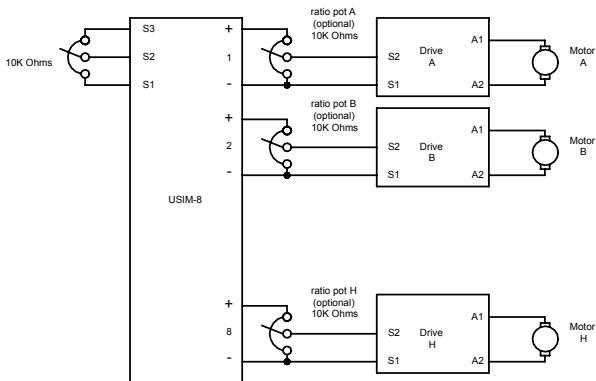 10K Ohms
S3
S2
S1
USIM-8
+
1
-
ratio pot A
(optional)
10K Ohms
S2
S1
Drive
A
A1
A2
Motor
A
+
2
-
ratio pot B
(optional)
10K Ohms
S2
S1
Drive
B
A1
A2
Motor
B
+
8
-
ratio pot H
(optional)
10K Ohms
S2
S1
Drive
H
A1
A2
Motor
H